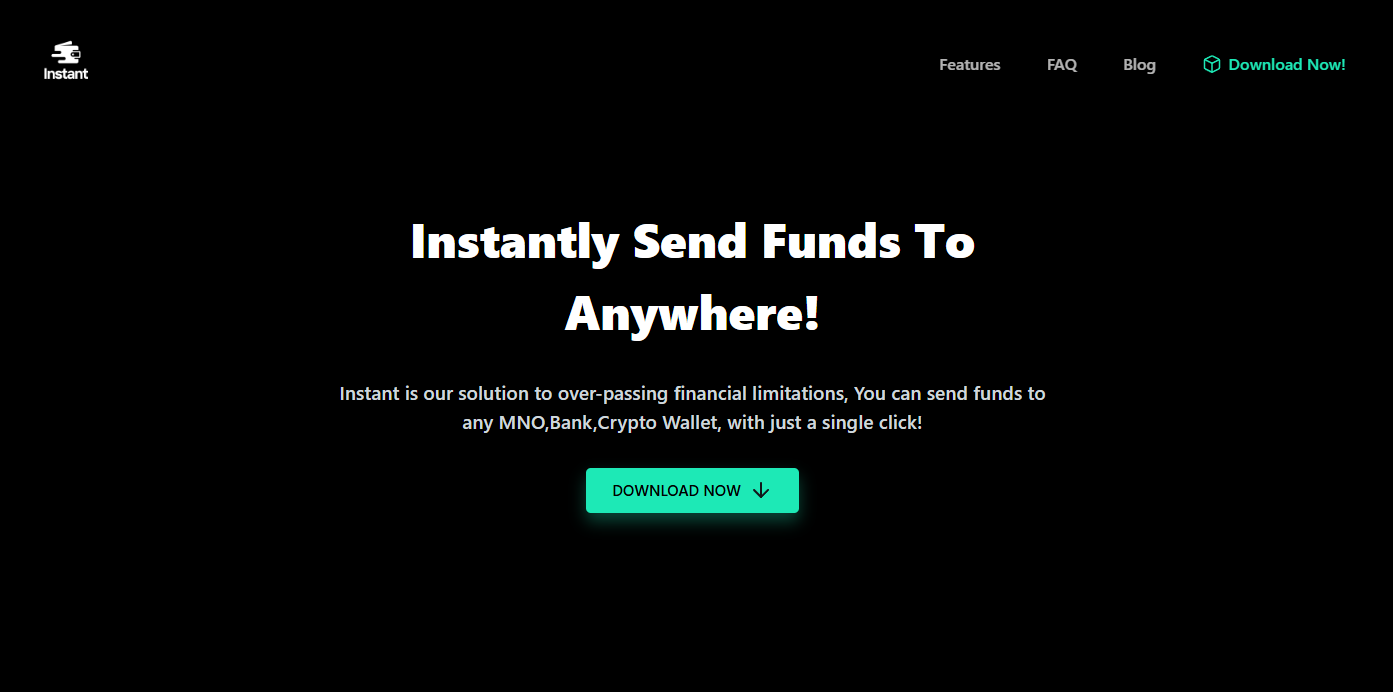 Instant
Features
FAQ
Blog
Download Now!
Instantly Send Funds To
Anywhere!
Instant is our solution to over-passing financial limitations, You can send funds to
any MNO,Bank,Crypto Wallet, with just a single click!
DOWNLOAD NOW